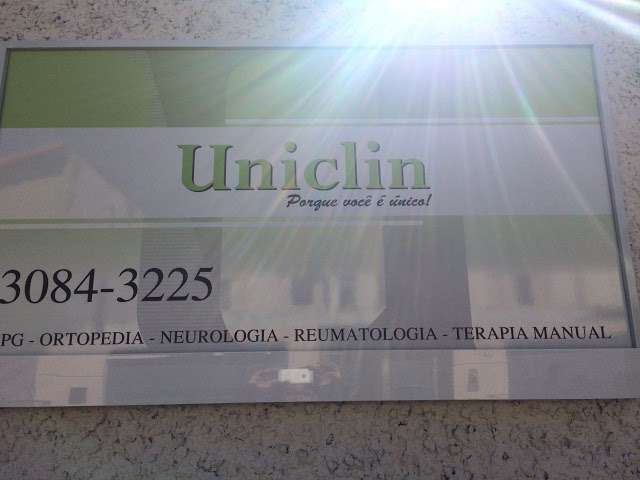 Uniclin
Porque você é único!
3084-3225
PG - ORTOPEDIA - NEUROLOGIA - REUMATOLOGIA - TERAPIA MANUAL